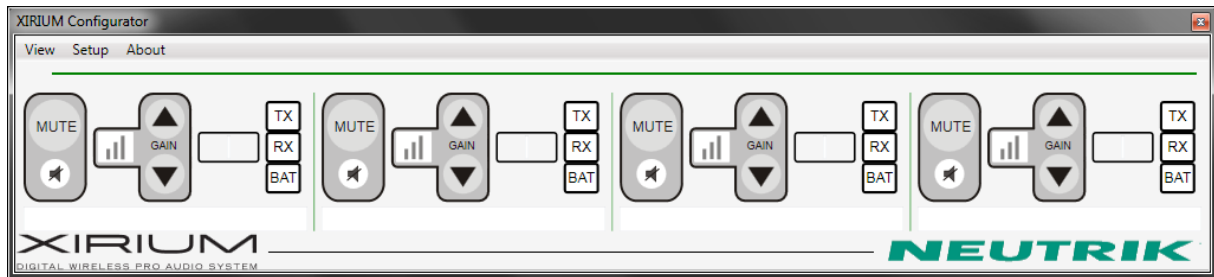 XIRIUM Configurator
View Setup About
MUTE GAIN TX RX BAT
MUTE GAIN TX RX BAT
MUTE GAIN TX RX BAT
MUTE GAIN TX RX BAT
XIRIUM
DIGITAL WIRELESS PRO AUDIO SYSTEM
NEUTRIK